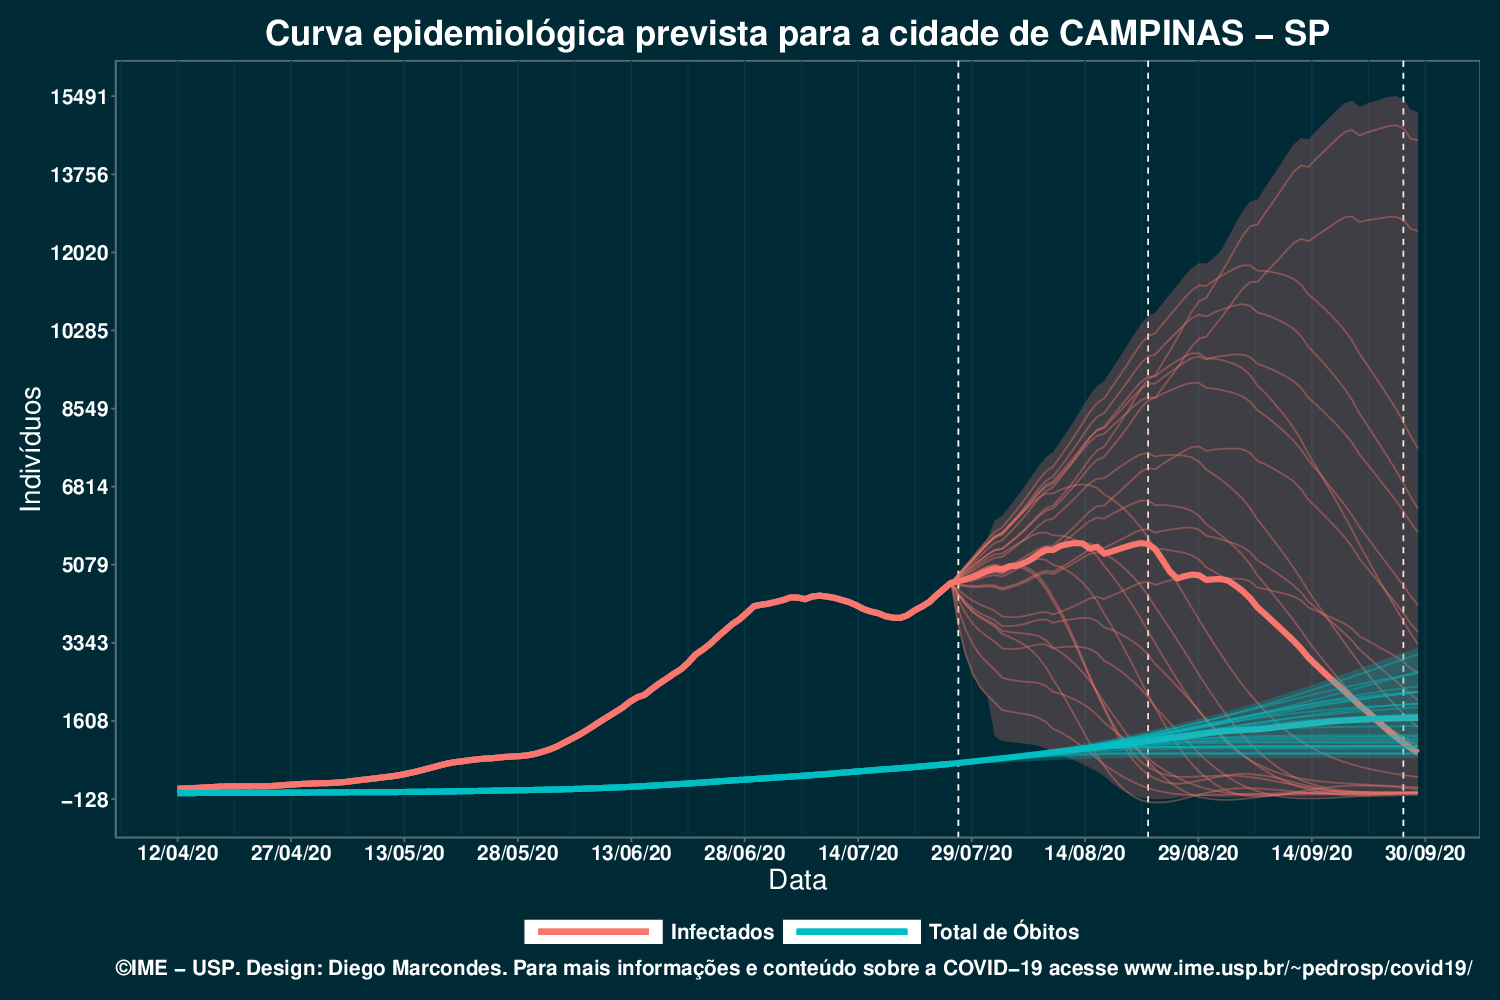 Curva epidemiológica prevista para a cidade de CAMPINAS − SP
15491
13756
12020
10285
8549
6814
5079
3343
1608
−128
Indivíduos
12/04/20 27/04/20 13/05/20 28/05/20 13/06/20 28/06/20 14/07/20 29/07/20 14/08/20 29/08/20 14/09/20 30/09/20
Data
Infectados Total de Óbitos
©IME − USP. Design: Diego Marcondes. Para mais informações e conteúdo sobre a COVID−19 acesse www.ime.usp.br/~pedrosp/covid19/